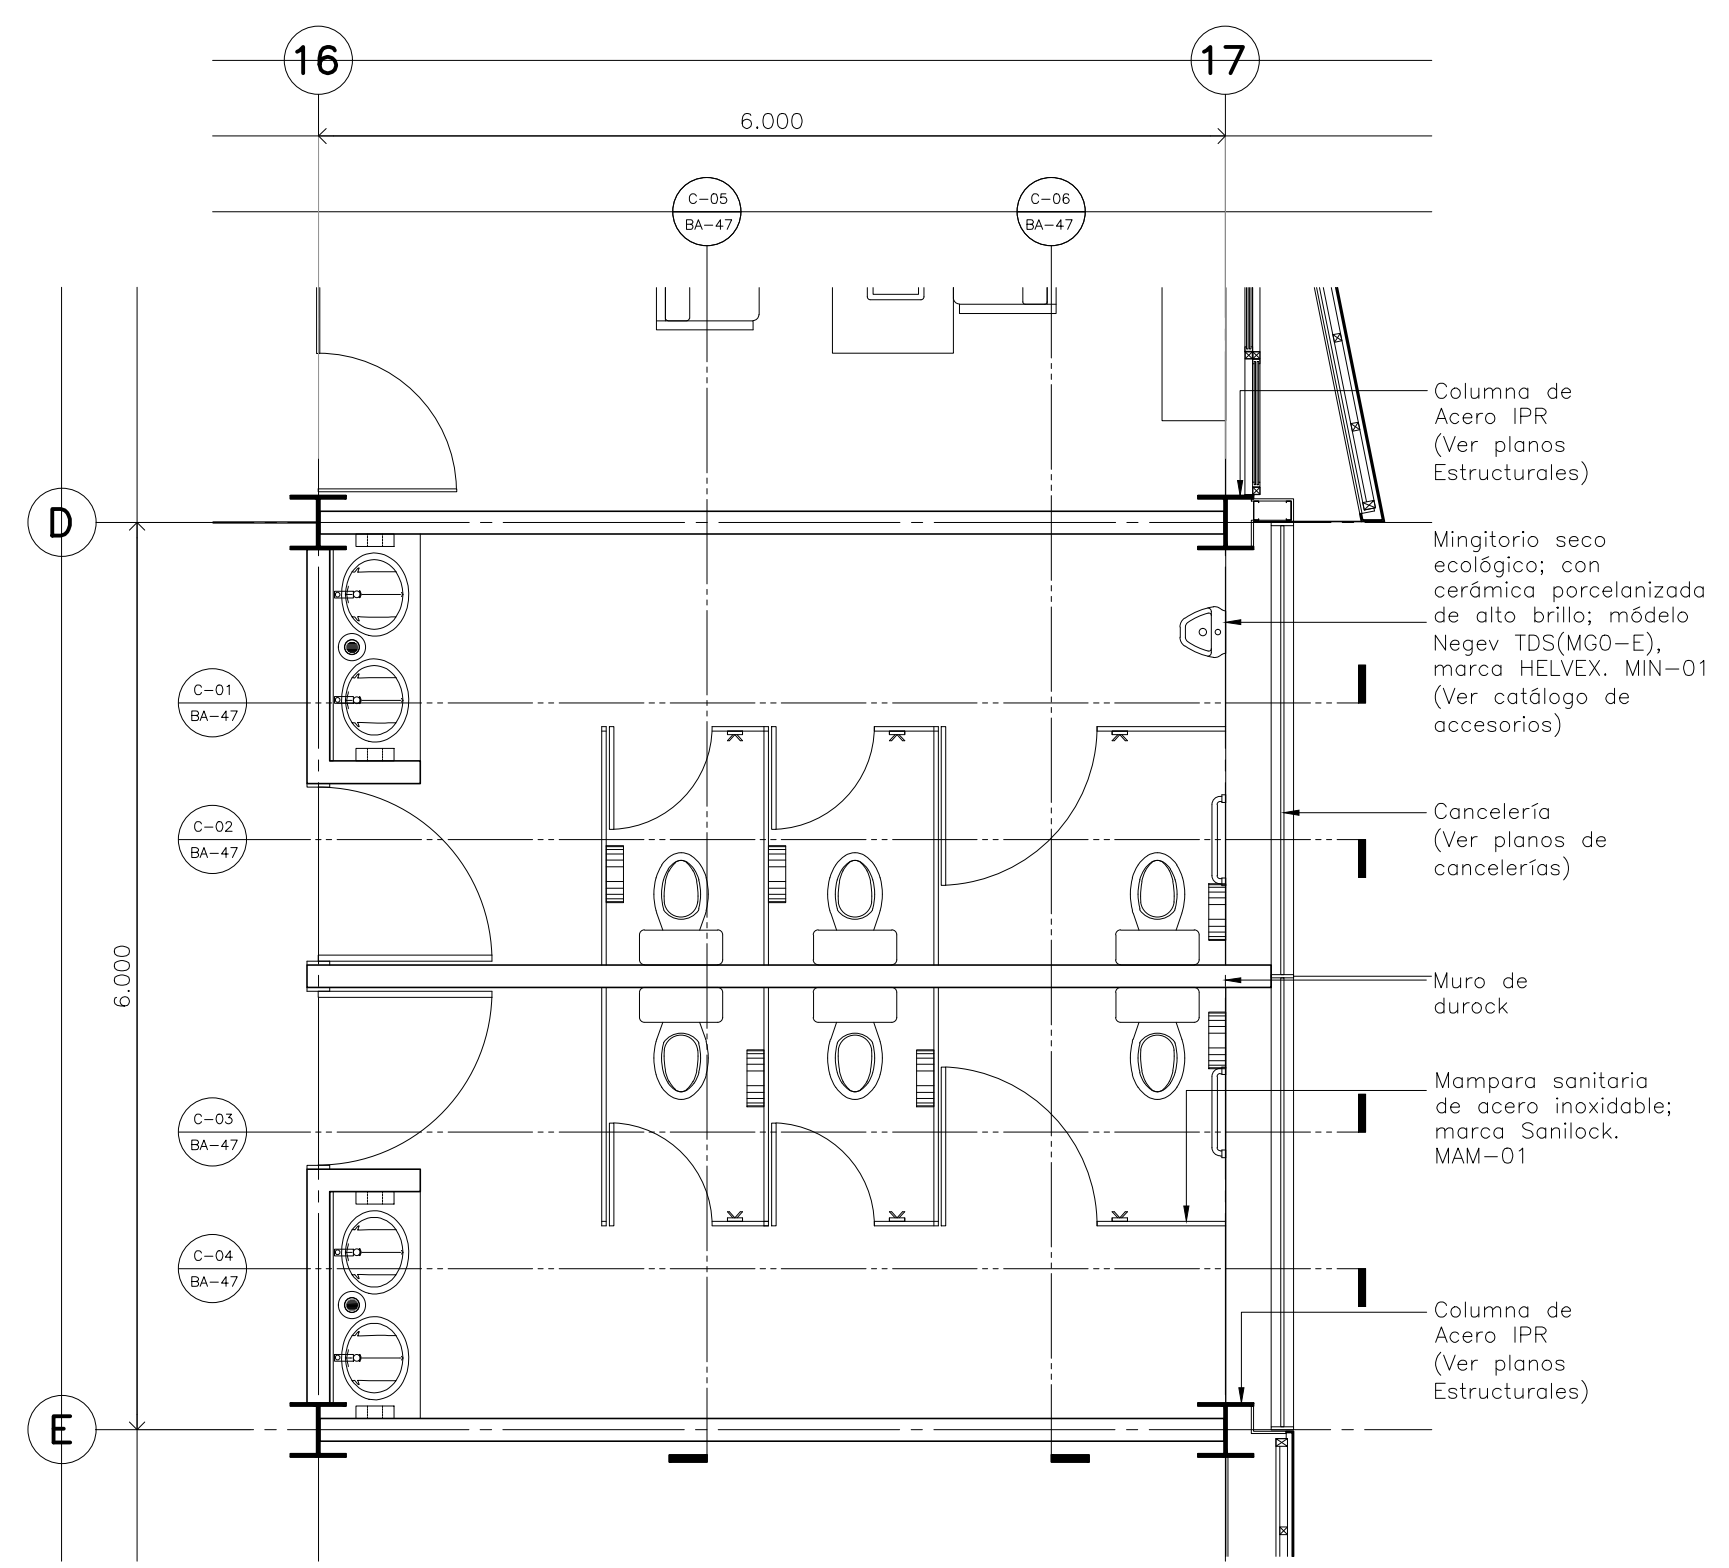 16
17
6.000
C-05
BA-47
C-06
BA-47
Columna de
Acero IPR
(Ver planos
Estructurales)
D
Mingitorio seco
ecológico; con
cerámica porcelanizada
de alto brillo; módelo
Negev TDS(MGO-E),
marca HELVEX. MIN-01
(Ver catálogo de
accesorios)
C-01
BA-47
C-02
BA-47
Cancelería
(Ver planos de
cancelerías)
6.000
Muro de
durock
Mampara sanitaria
de acero inoxidable;
marca Sanilock.
MAM-01
C-03
BA-47
C-04
BA-47
Columna de
Acero IPR
(Ver planos
Estructurales)
E